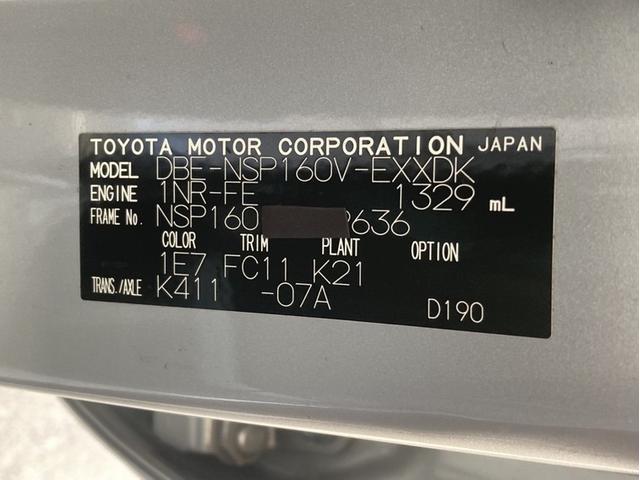 TOYOTA MOTOR CORPORATION JAPAN
MODEL DBE-NSP160V-EXXDK
ENGINE 1NR-FE 1329 mL
FRAME No. NSP160 636
COLOR TRIM PLANT OPTION
1E7 FC11 K21
TRANS./AXLE K411 -07A
D190